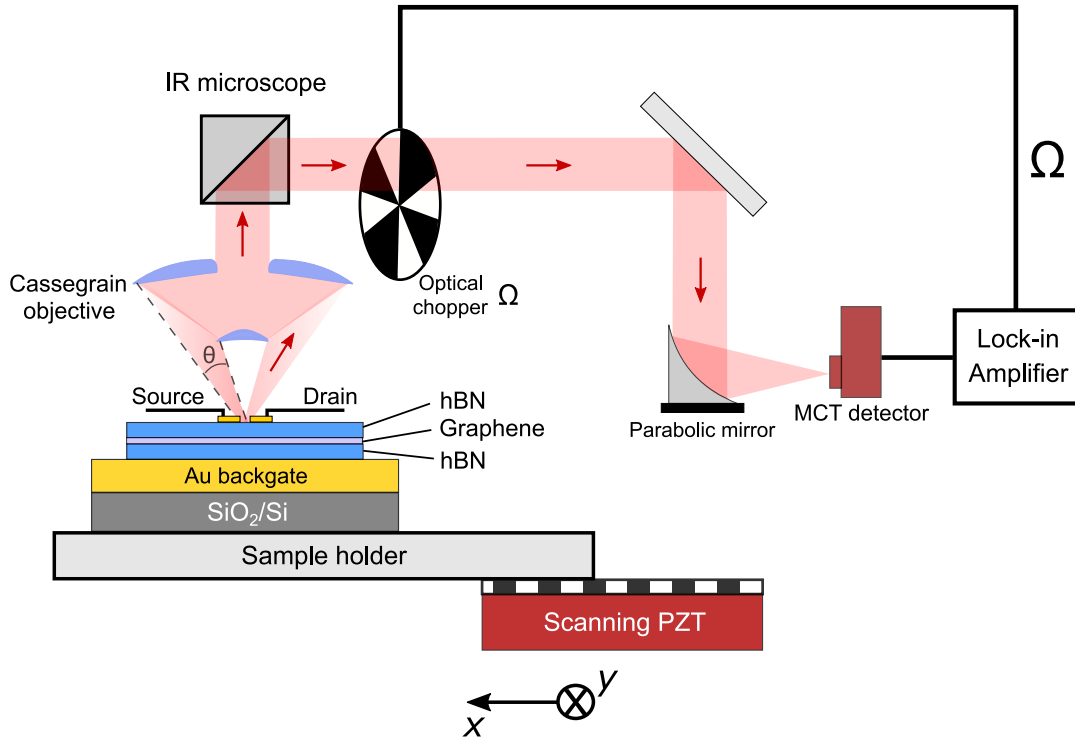 IR microscope
Ω
Cassegrain
objective
Optical
chopper Ω
θ
Lock-in
Amplifier
Source
Drain
MCT detector
hBN
Graphene
hBN
Parabolic mirror
Au backgate
SiO₂/Si
Sample holder
Scanning PZT
y
x